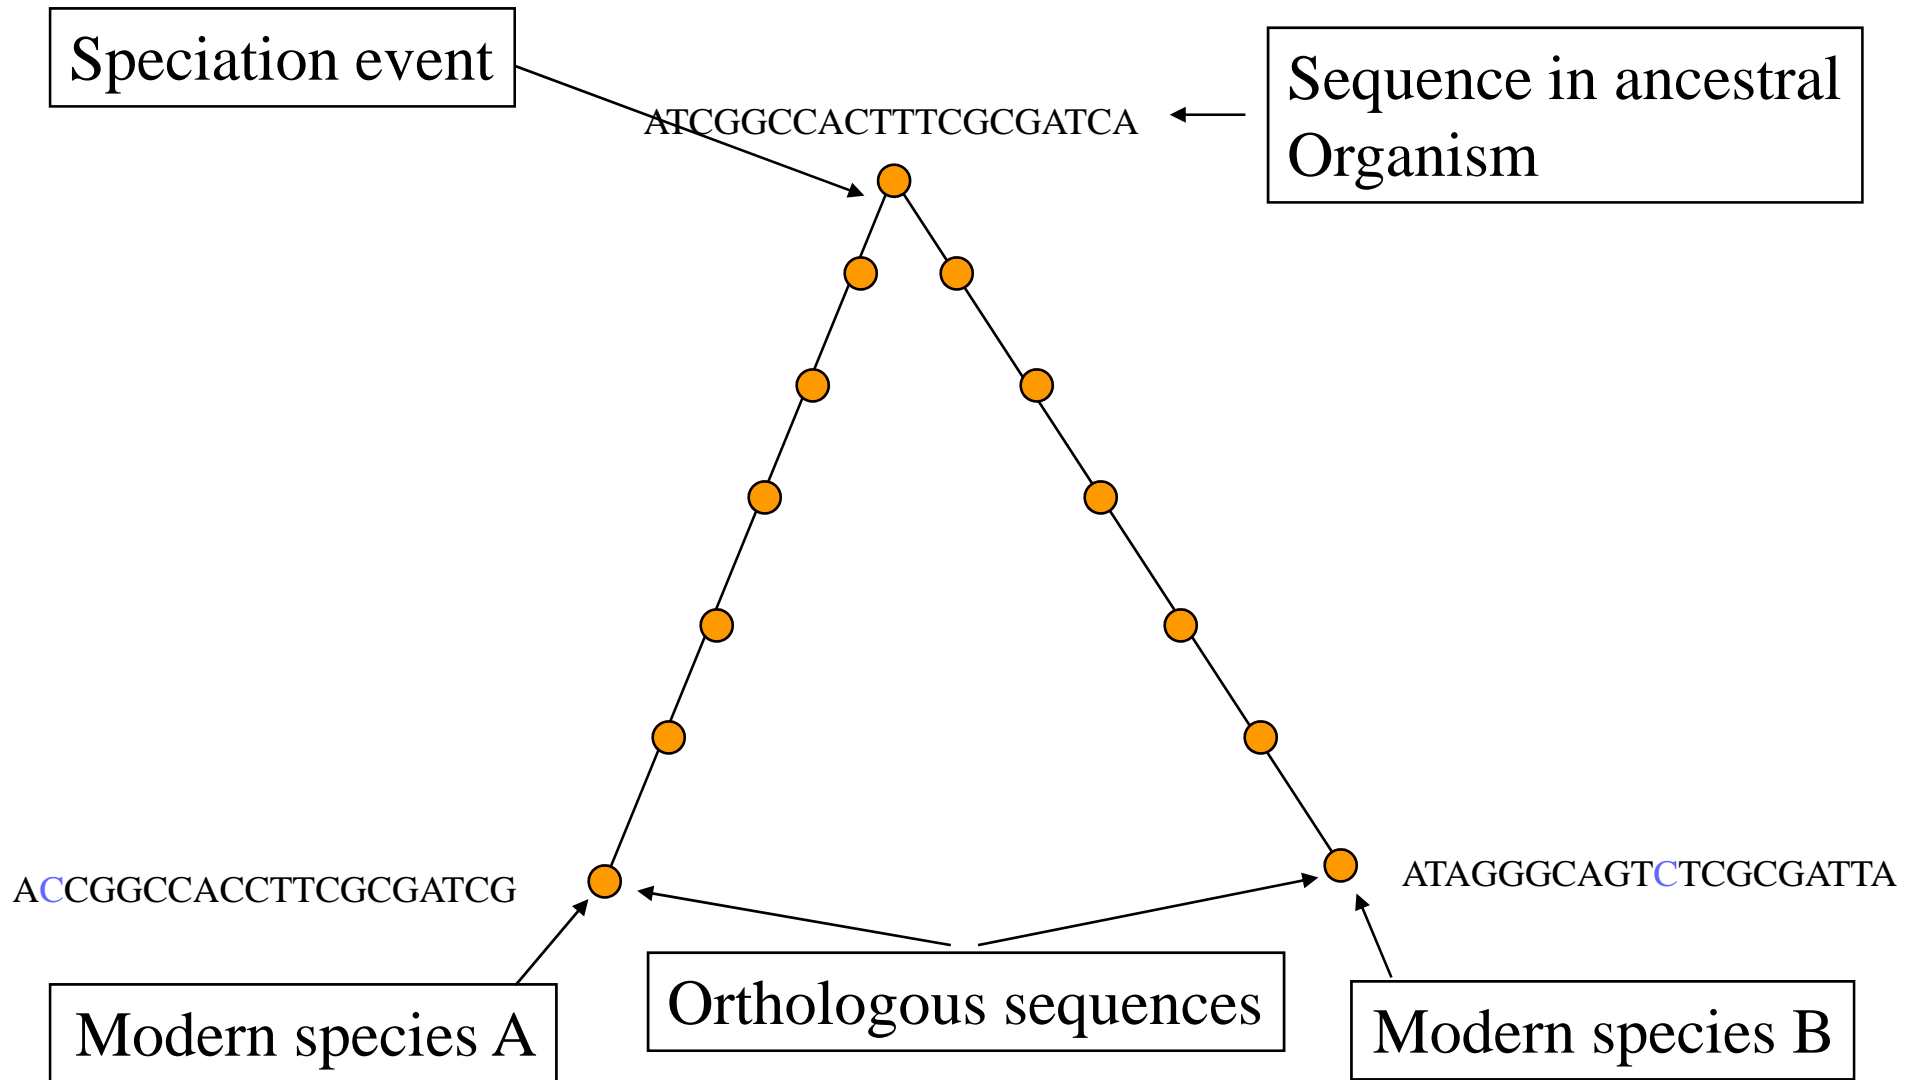 Speciation event
Sequence in ancestral
Organism
ATCGGCCACTTTCGCGATCA
ACCGGCCACCTTCGCGATCG
ATAGGGCAGTCTCGCGATTA
Modern species A
Orthologous sequences
Modern species B